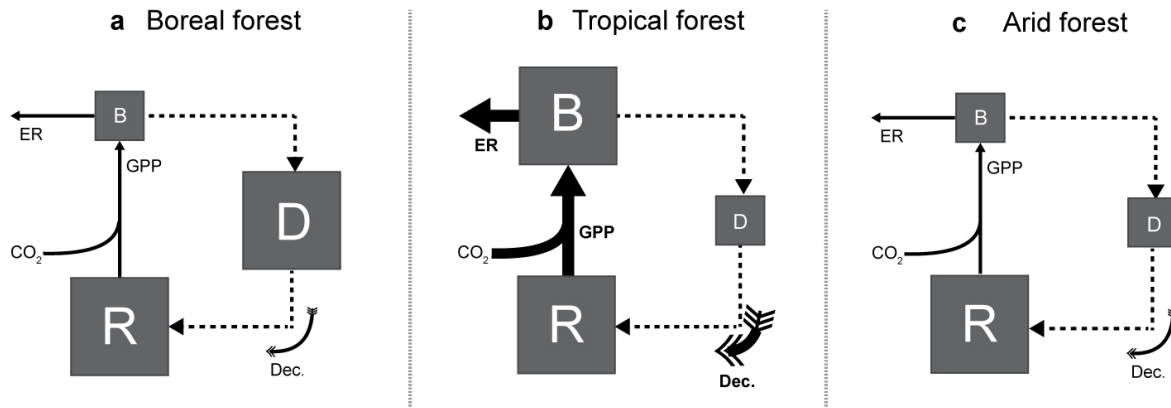 a Boreal forest
B
ER
GPP
D
CO2
R
Dec.
b Tropical forest
B
ER
D
GPP
CO2
R
Dec.
c Arid forest
B
ER
GPP
D
CO2
R
Dec.